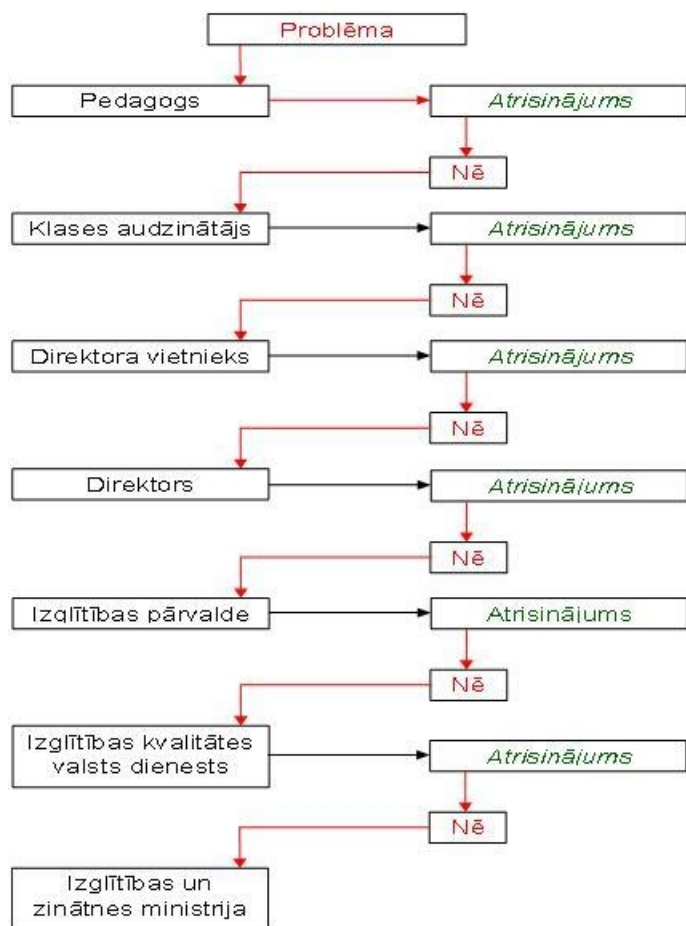 Problēma
Pedagogs
Atrisinājums
Nē
Klases audzinātājs
Atrisinājums
Nē
Direktora vietnieks
Atrisinājums
Nē
Direktors
Atrisinājums
Nē
Izglītības pārvalde
Atrisinājums
Nē
Izglītības kvalitātes
valsts dienests
Atrisinājums
Nē
Izglītības un
zinātnes ministrija